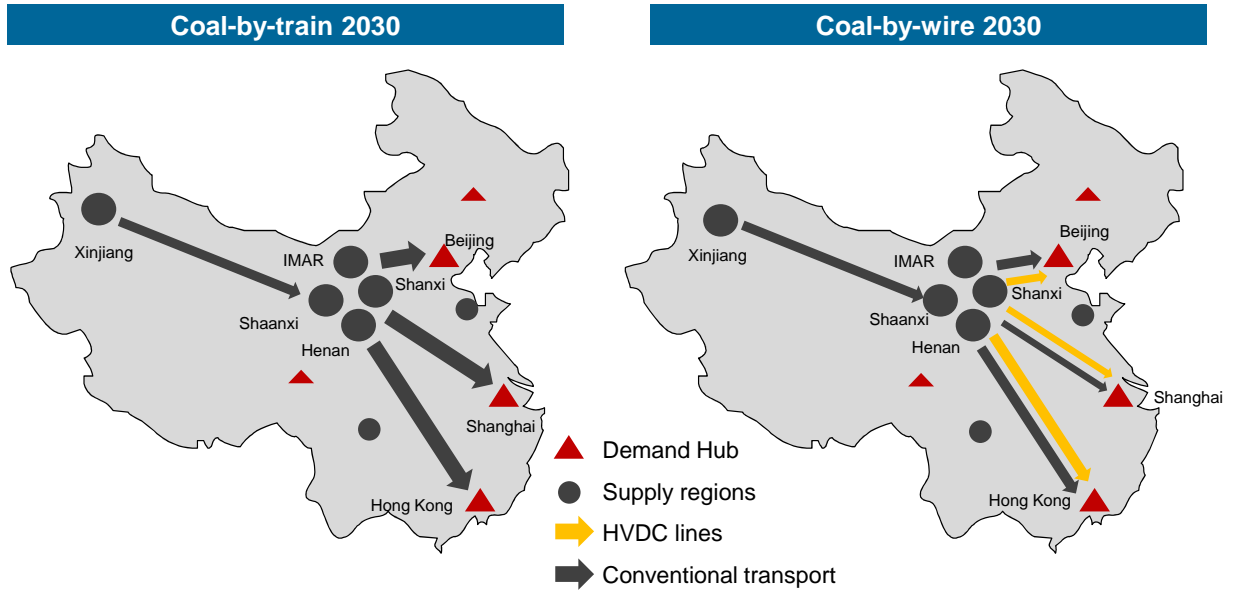 Coal-by-train 2030
Xinjiang
IMAR
Beijing
Shanxi
Shaanxi
Henan
Shanghai
Hong Kong
Coal-by-wire 2030
Xinjiang
IMAR
Beijing
Shanxi
Shaanxi
Henan
Shanghai
Hong Kong
Demand Hub
Supply regions
HVDC lines
Conventional transport